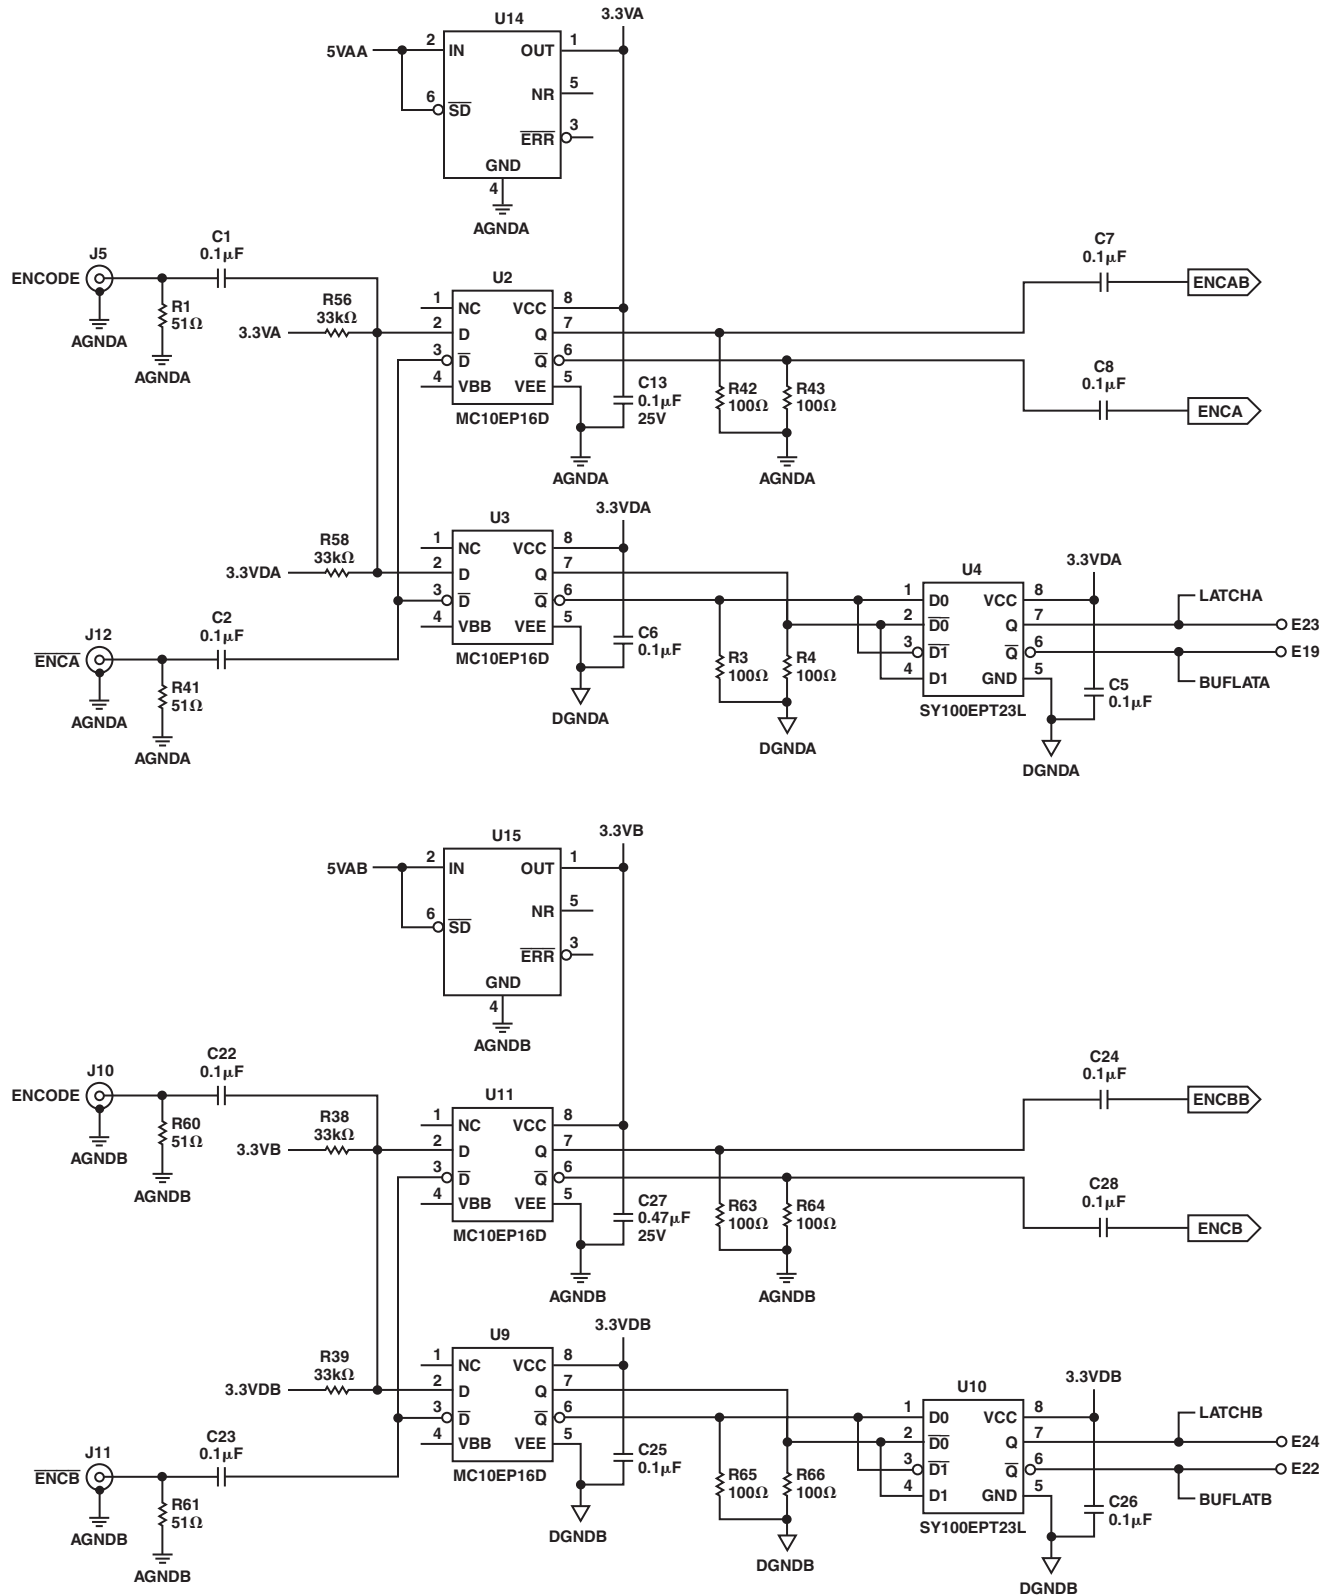 U14
3.3VA
5VAA
2 IN OUT 1
NR 5
6 SD
ERR 3
GND
4
AGNDA
J5
ENCODE
AGNDA
C1
0.1μF
R1
51Ω
AGNDA
R56
33kΩ
3.3VA
U2
1 NC VCC 8
2 D Q 7
3 D Q 6
4 VBB VEE 5
MC10EP16D
C13
0.1μF
25V
AGNDA
R42
100Ω
R43
100Ω
AGNDA
C7
0.1μF
ENCAB
C8
0.1μF
ENCA
3.3VDA
U3
R58
33kΩ
3.3VDA
1 NC VCC 8
2 D Q 7
3 D Q 6
4 VBB VEE 5
MC10EP16D
J12
ENCA
AGNDA
C2
0.1μF
R41
51Ω
AGNDA
C6
0.1μF
DGNDA
R3
100Ω
R4
100Ω
DGNDA
U4
3.3VDA
1 D0 VCC 8
2 D0 Q 7
3 D1 Q 6
4 D1 GND 5
SY100EPT23L
C5
0.1μF
DGNDA
LATCHA
E23
E19
BUFLATA
U15
3.3VB
5VAB
2 IN OUT 1
NR 5
6 SD
ERR 3
GND
4
AGNDB
J10
ENCODE
AGNDB
C22
0.1μF
R60
51Ω
AGNDB
R38
33kΩ
3.3VB
U11
1 NC VCC 8
2 D Q 7
3 D Q 6
4 VBB VEE 5
MC10EP16D
C27
0.47μF
25V
AGNDB
R63
100Ω
R64
100Ω
AGNDB
C24
0.1μF
ENCBB
C28
0.1μF
ENCB
3.3VDB
U9
R39
33kΩ
3.3VDB
1 NC VCC 8
2 D Q 7
3 D Q 6
4 VBB VEE 5
MC10EP16D
J11
ENCB
AGNDB
C23
0.1μF
R61
51Ω
AGNDB
C25
0.1μF
DGNDB
R65
100Ω
R66
100Ω
DGNDB
U10
3.3VDB
1 D0 VCC 8
2 D0 Q 7
3 D1 Q 6
4 D1 GND 5
SY100EPT23L
C26
0.1μF
DGNDB
LATCHB
E24
E22
BUFLATB